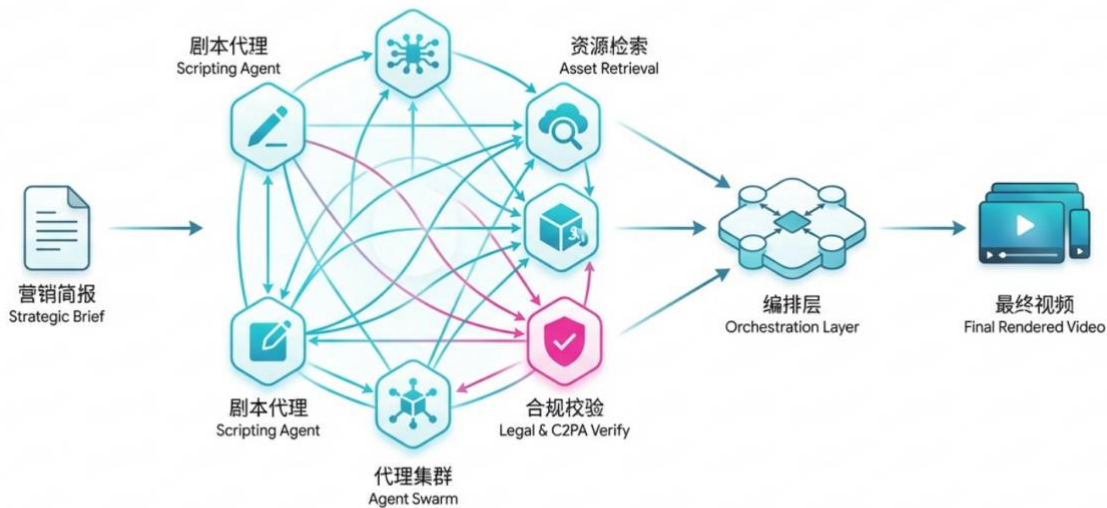 剧本代理
Scripting Agent
资源检索
Asset Retrieval
营销简报
Strategic Brief
编排层
Orchestration Layer
最终视频
Final Rendered Video
剧本代理
Scripting Agent
合规校验
Legal & C2PA Verify
代理集群
Agent Swarm